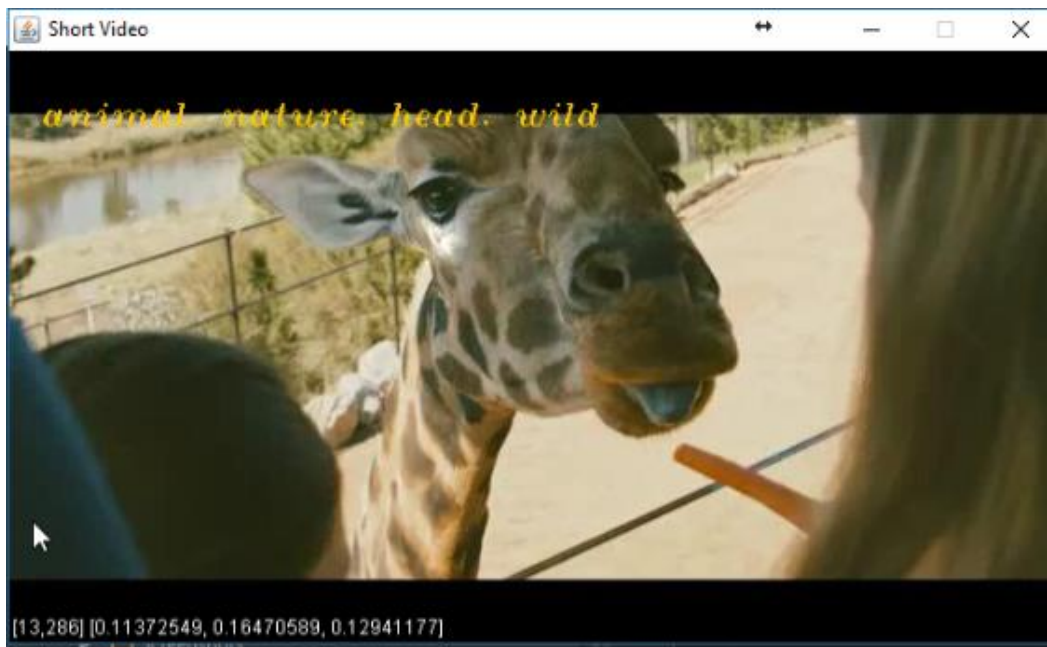 Short Video
animal nature. head. wild
[13,286] [0.11372549, 0.16470589, 0.12941177]